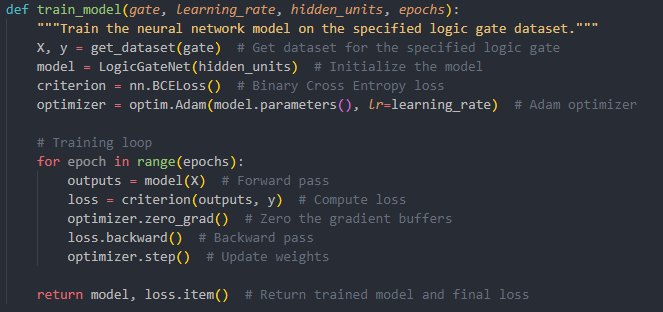 def train_model(gate, learning_rate, hidden_units, epochs):
    """Train the neural network model on the specified logic gate dataset."""
    X, y = get_dataset(gate)  # Get dataset for the specified logic gate
    model = LogicGateNet(hidden_units)  # Initialize the model
    criterion = nn.BCELoss()  # Binary Cross Entropy loss
    optimizer = optim.Adam(model.parameters(), lr=learning_rate)  # Adam optimizer

    # Training loop
    for epoch in range(epochs):
        outputs = model(X)  # Forward pass
        loss = criterion(outputs, y)  # Compute loss
        optimizer.zero_grad()  # Zero the gradient buffers
        loss.backward()  # Backward pass
        optimizer.step()  # Update weights

    return model, loss.item()  # Return trained model and final loss